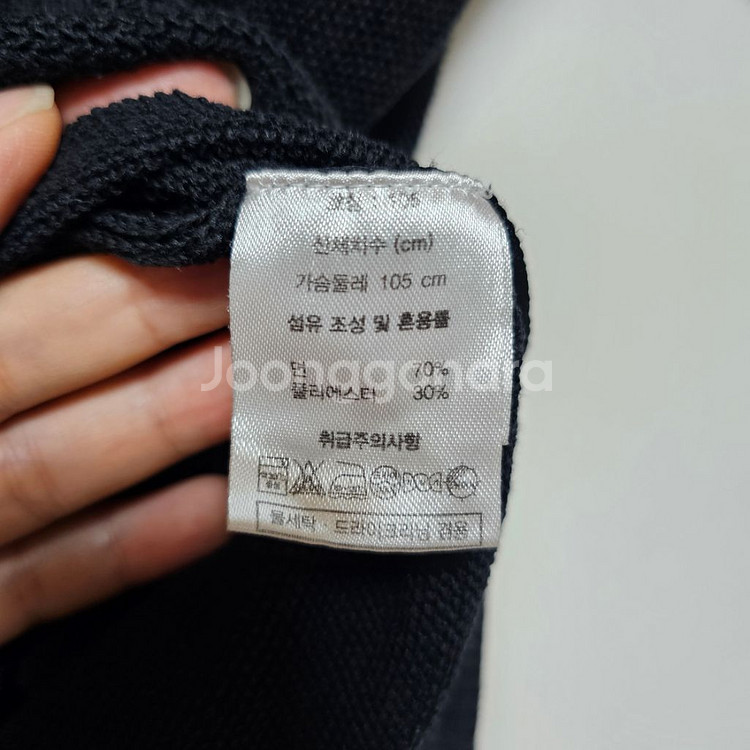 신체치수 (cm)
가슴둘레 105 cm
섬유 조성 및 혼용률
면 70%
폴리에스터 30%
Joonagonara
취급주의사항
물세탁 · 드라이크리닝 겸용